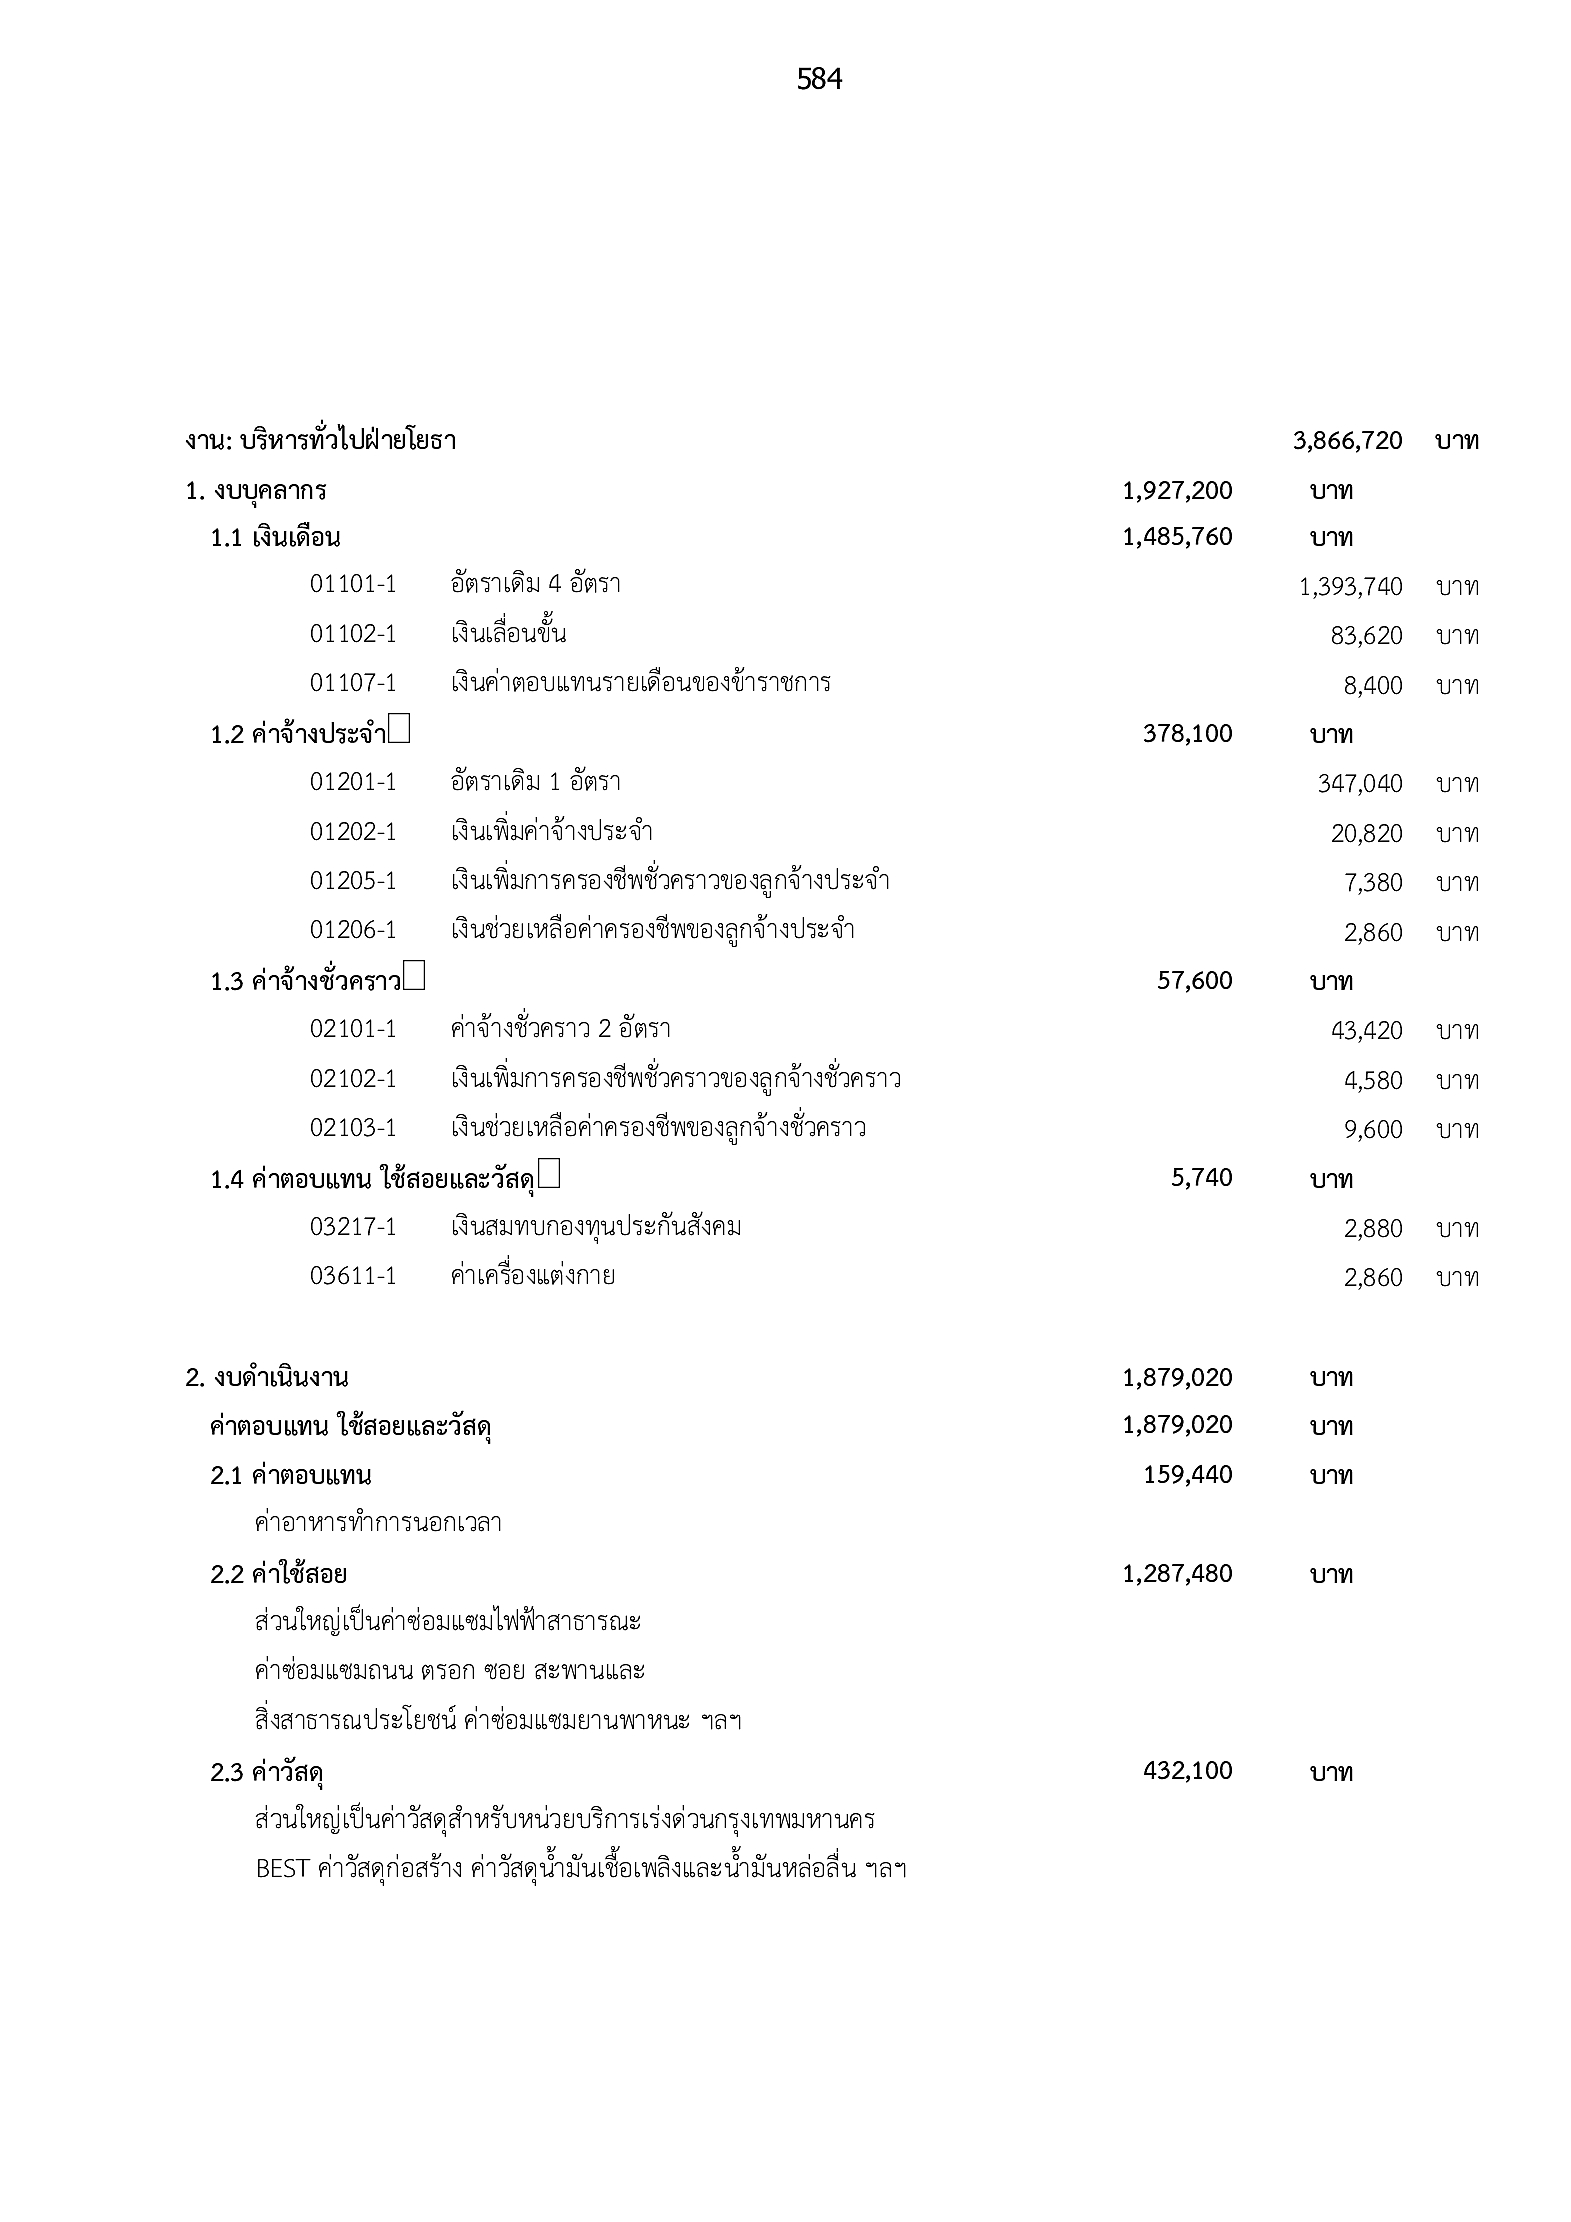 584
งาน: บริหารทั่วไปฝ่ายโยธา 3,866,720 บาท
1. งบบุคลากร 1,927,200 บาท
1.1 เงินเดือน 1,485,760 บาท
01101-1 อัตราเดิม 4 อัตรา 1,393,740 บาท
01102-1 เงินเลื่อนขั้น 83,620 บาท
01107-1 เงินค่าตอบแทนรายเดือนของข้าราชการ 8,400 บาท
1.2 ค่าจ้างประจำ 378,100 บาท
01201-1 อัตราเดิม 1 อัตรา 347,040 บาท
01202-1 เงินเพิ่มค่าจ้างประจำ 20,820 บาท
01205-1 เงินเพิ่มการครองชีพชั่วคราวของลูกจ้างประจำ 7,380 บาท
01206-1 เงินช่วยเหลือค่าครองชีพของลูกจ้างประจำ 2,860 บาท
1.3 ค่าจ้างชั่วคราว 57,600 บาท
02101-1 ค่าจ้างชั่วคราว 2 อัตรา 43,420 บาท
02102-1 เงินเพิ่มการครองชีพชั่วคราวของลูกจ้างชั่วคราว 4,580 บาท
02103-1 เงินช่วยเหลือค่าครองชีพของลูกจ้างชั่วคราว 9,600 บาท
1.4 ค่าตอบแทน ใช้สอยและวัสดุ 5,740 บาท
03217-1 เงินสมทบกองทุนประกันสังคม 2,880 บาท
03611-1 ค่าเครื่องแต่งกาย 2,860 บาท
2. งบดำเนินงาน 1,879,020 บาท
ค่าตอบแทน ใช้สอยและวัสดุ 1,879,020 บาท
2.1 ค่าตอบแทน 159,440 บาท
ค่าอาหารทำการนอกเวลา
2.2 ค่าใช้สอย 1,287,480 บาท
ส่วนใหญ่เป็นค่าซ่อมแซมไฟฟ้าสาธารณะ
ค่าซ่อมแซมถนน ตรอก ซอย สะพานและ
สิ่งสาธารณประโยชน์ ค่าซ่อมแซมยานพาหนะ ฯลฯ
2.3 ค่าวัสดุ 432,100 บาท
ส่วนใหญ่เป็นค่าวัสดุสำหรับหน่วยบริการเร่งด่วนกรุงเทพมหานคร
BEST ค่าวัสดุก่อสร้าง ค่าวัสดุน้ำมันเชื้อเพลิงและน้ำมันหล่อลื่น ฯลฯ